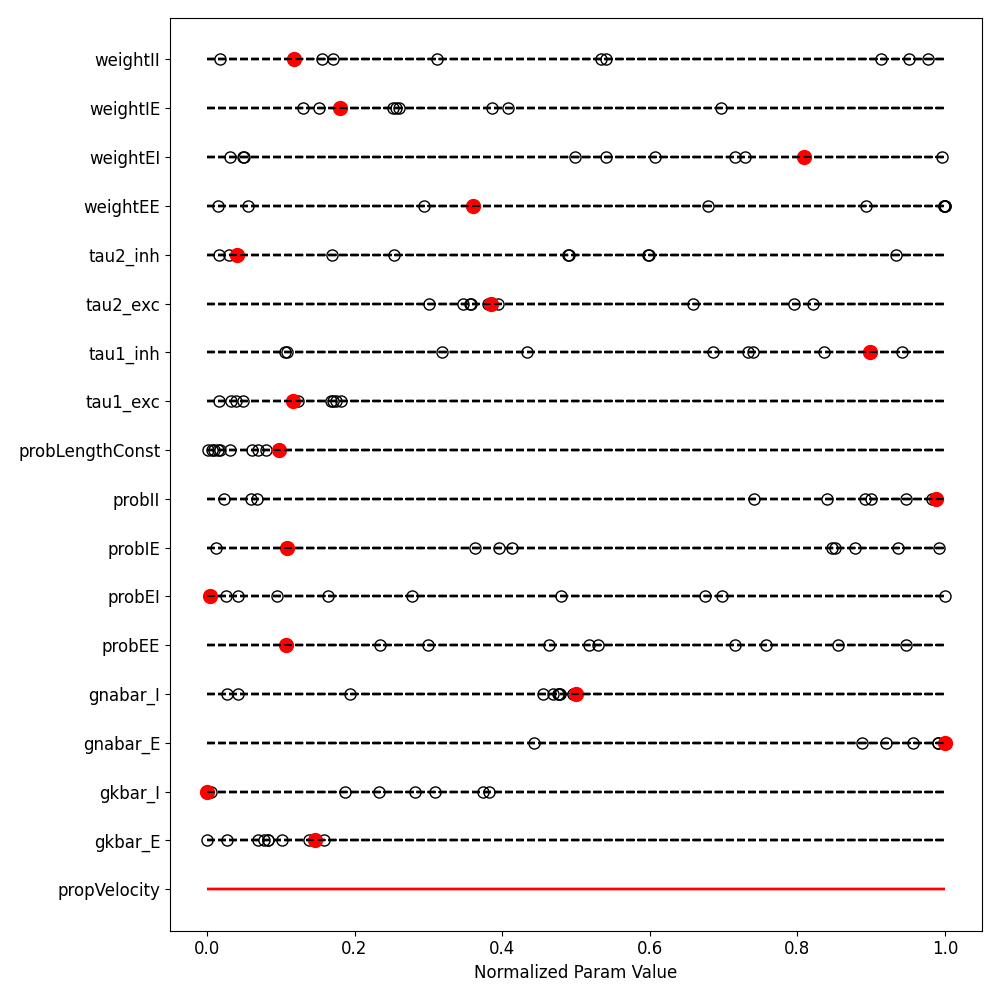 weightII
weightIE
weightEI
weightEE
tau2_inh
tau2_exc
tau1_inh
tau1_exc
probLengthConst
probII
probIE
probEI
probEE
gnabar_I
gnabar_E
gkbar_I
gkbar_E
propVelocity
0.0 0.2 0.4 0.6 0.8 1.0
Normalized Param Value